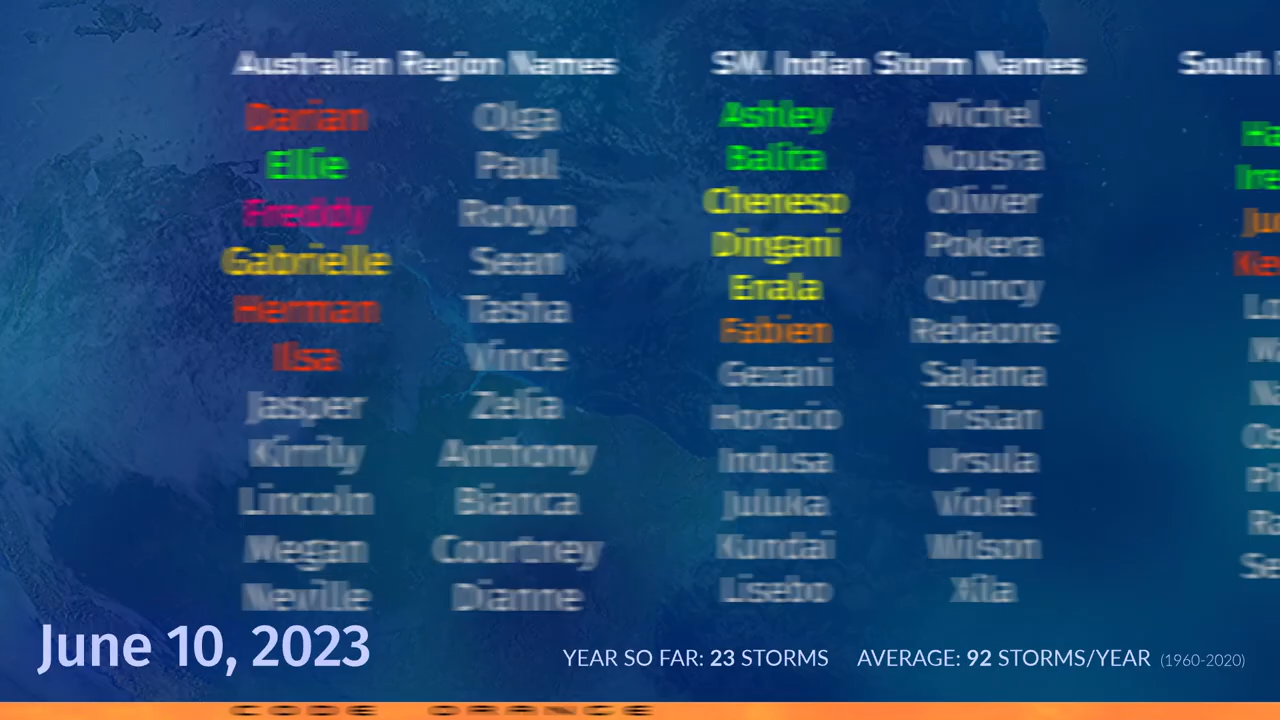 Australian Region Names
Darian
Ellie
Freddy
Gabrielle
Herman
Ilsa
Jasper
Kirrily
Lincoln
Megan
Neville
Olga
Paul
Robyn
Sean
Tasha
Vince
Zelia
Anthony
Bianca
Courtney
Dianne
SW. Indian Storm Names
Ashley
Balita
Cheneso
Dingani
Enala
Fabien
Gezani
Horacio
Indusa
Juluka
Kundai
Lisebo
Michel
Nousra
Olivier
Pokera
Quincy
Rebaone
Salama
Tristan
Ursula
Violet
Wilson
Xila
South
June 10, 2023
YEAR SO FAR: 23 STORMS AVERAGE: 92 STORMS/YEAR (1960-2020)
CODE ORANGE